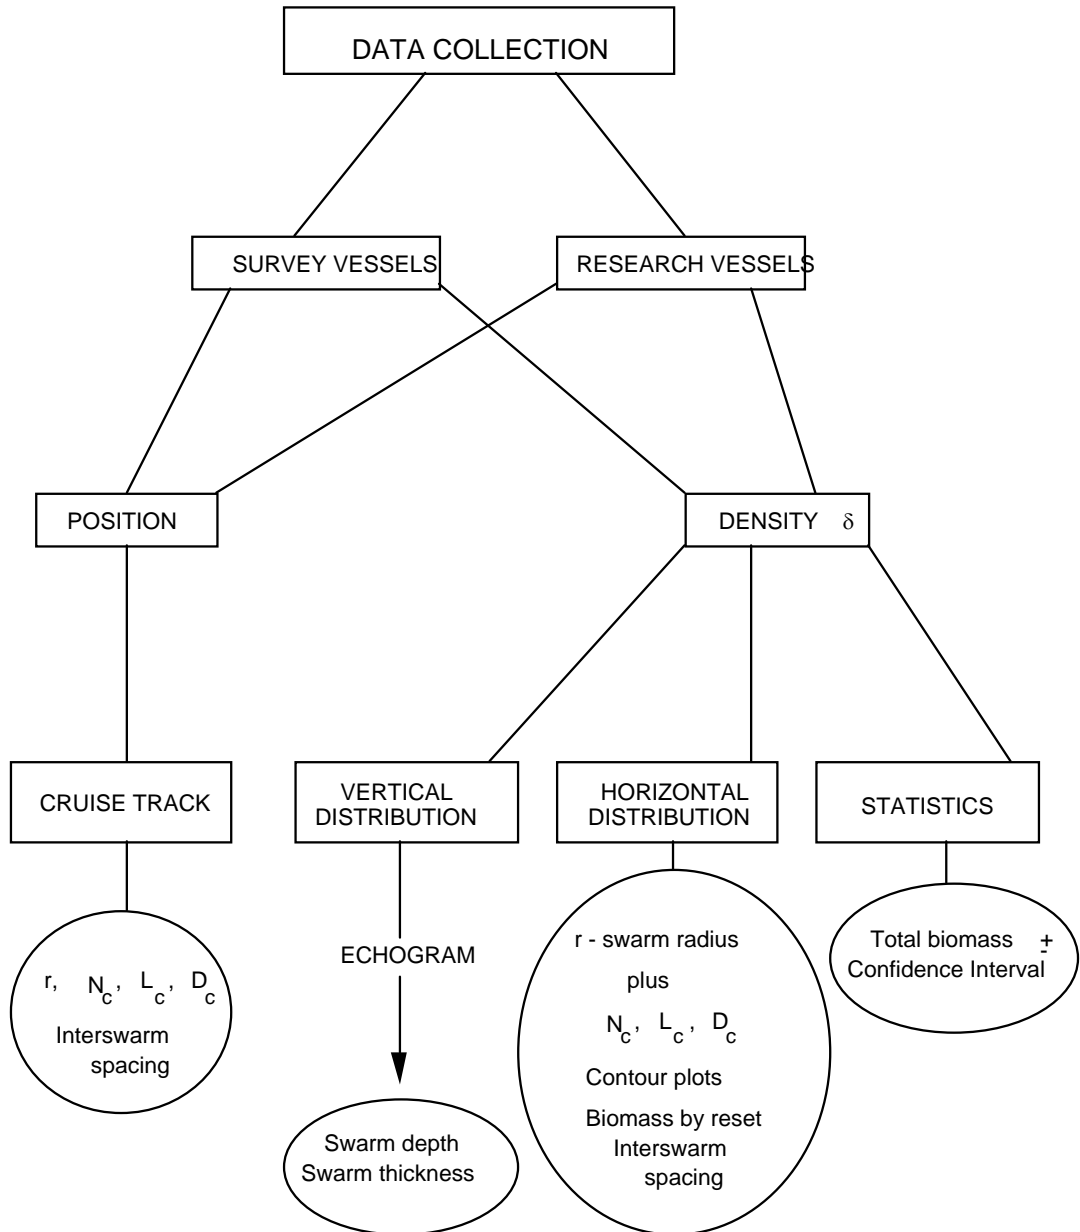 DATA COLLECTION
SURVEY VESSELS
RESEARCH VESSELS
POSITION
DENSITY δ
CRUISE TRACK
VERTICAL
DISTRIBUTION
HORIZONTAL
DISTRIBUTION
STATISTICS
r, N_c, L_c, D_c
Interswarm
spacing
ECHOGRAM
Swarm depth
Swarm thickness
r - swarm radius
plus
N_c, L_c, D_c
Contour plots
Biomass by reset
Interswarm
spacing
Total biomass ±
Confidence Interval